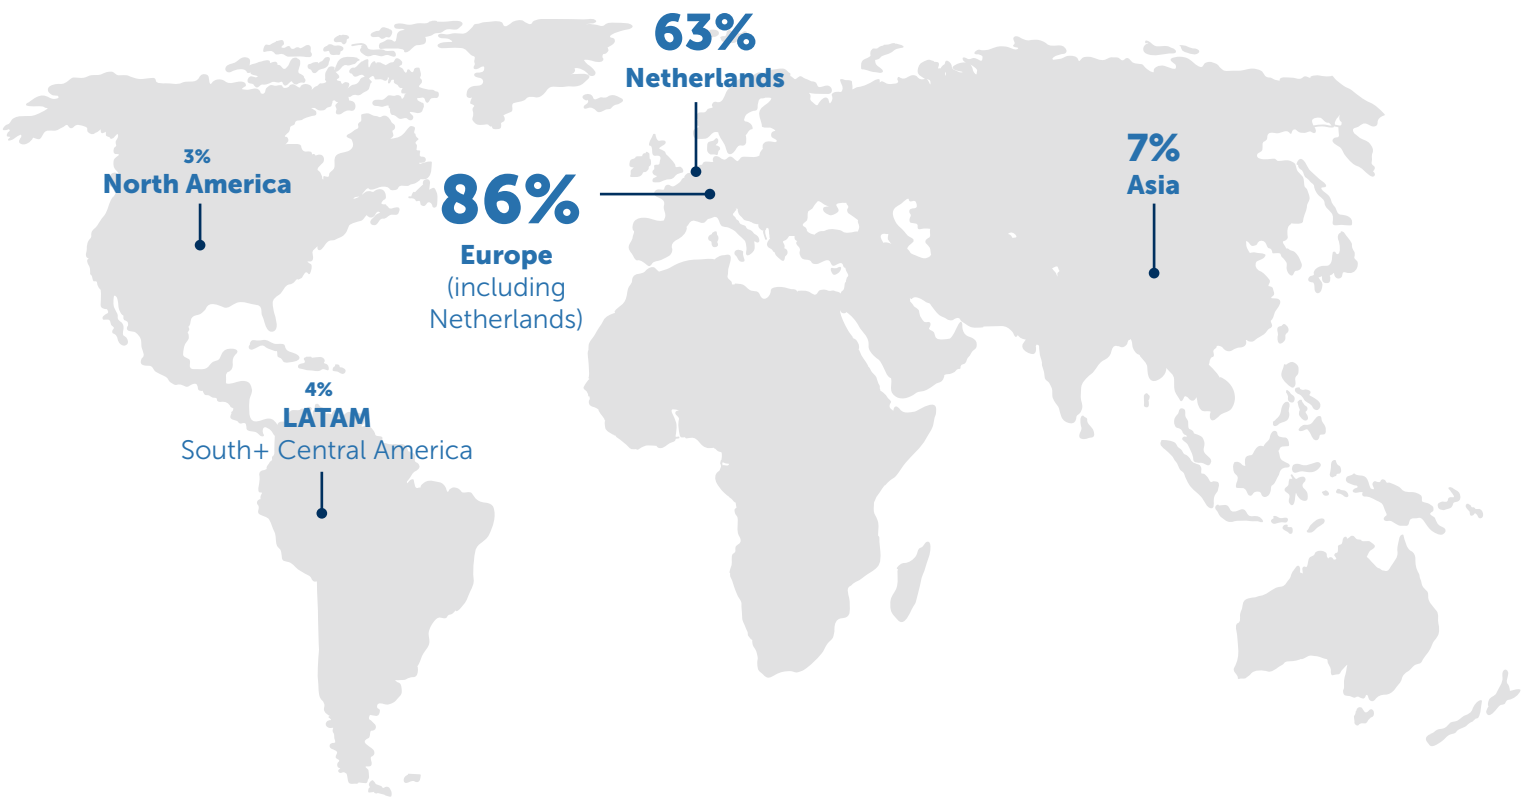 63%
Netherlands
7%
Asia
3%
North America
86%
Europe
(including
Netherlands)
4%
LATAM
South+ Central America